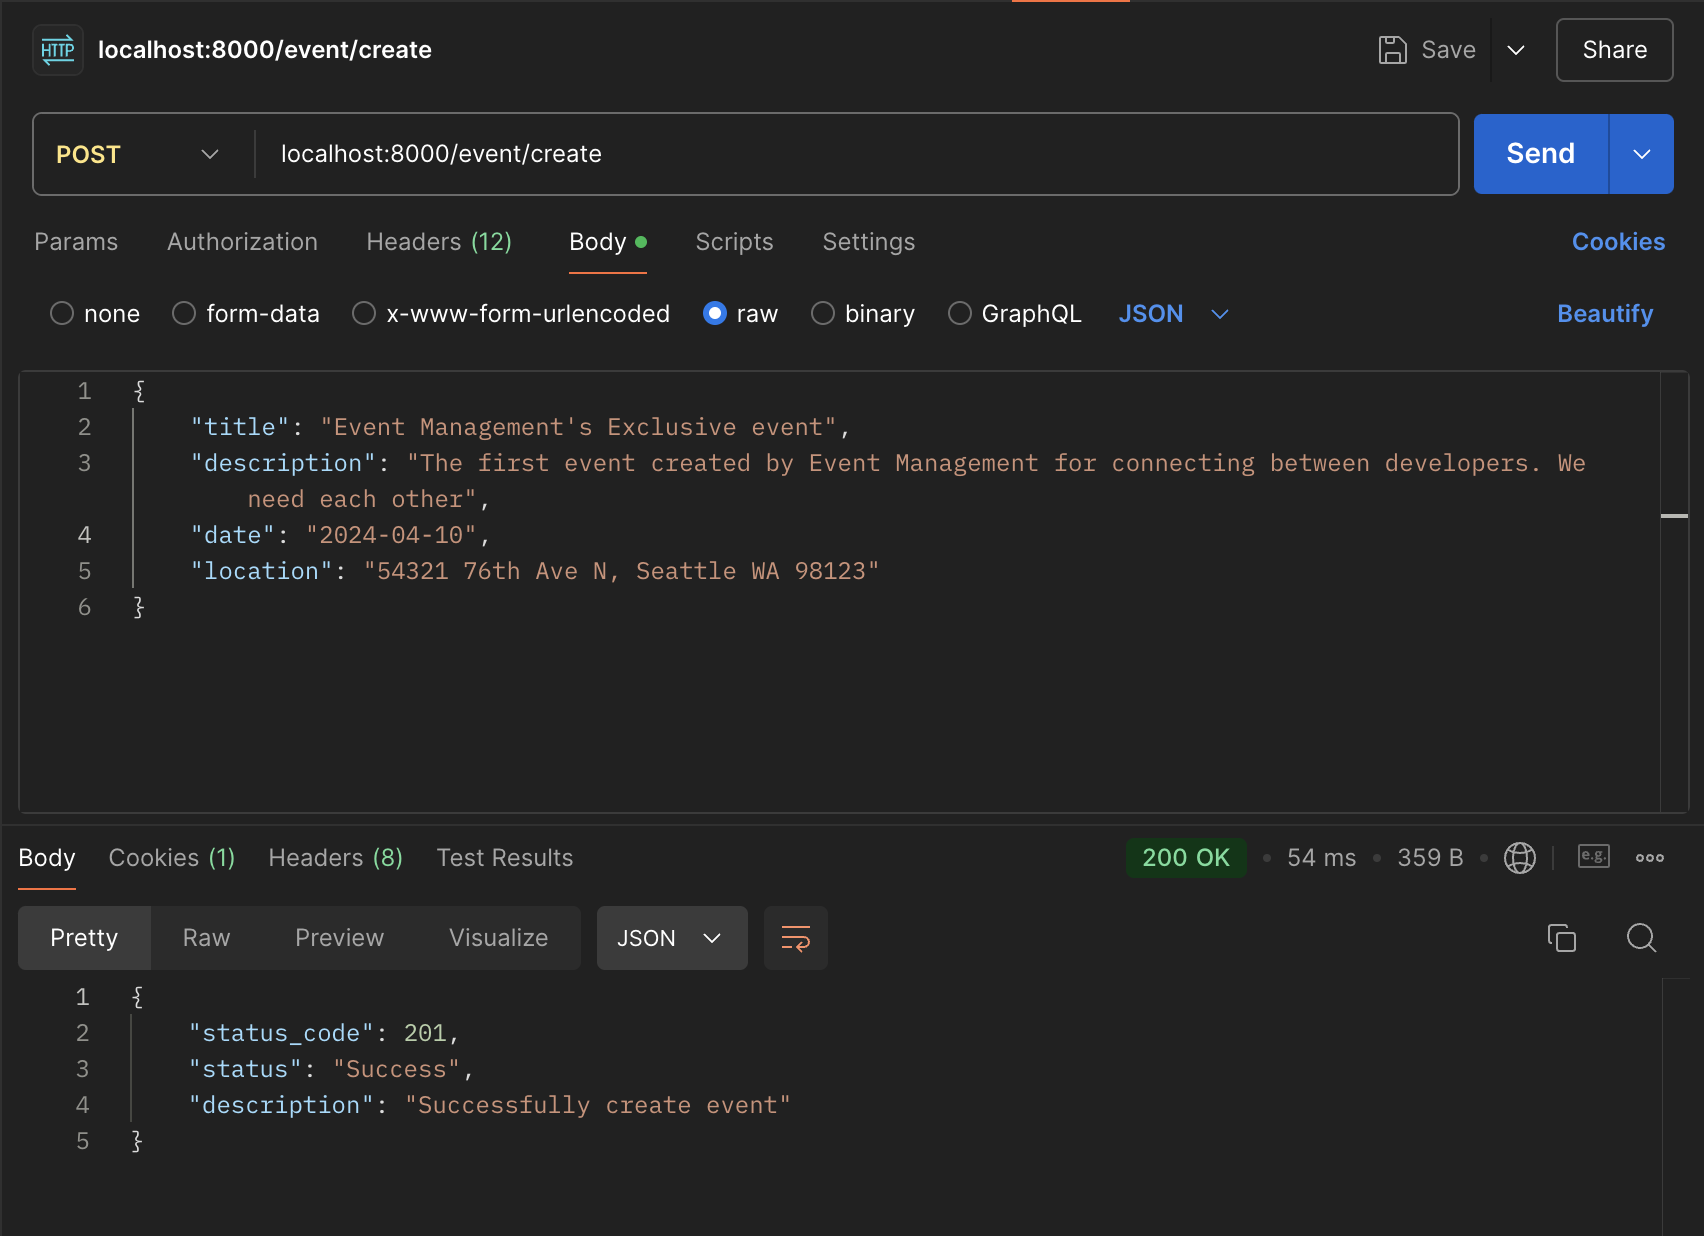 HTTP localhost:8000/event/create Save Share
POST localhost:8000/event/create Send
Params Authorization Headers (12) Body Scripts Settings Cookies
none form-data x-www-form-urlencoded raw binary GraphQL JSON Beautify
1 {
2 "title": "Event Management's Exclusive event",
3 "description": "The first event created by Event Management for connecting between developers. We
need each other",
4 "date": "2024-04-10",
5 "location": "54321 76th Ave N, Seattle WA 98123"
6 }
Body Cookies (1) Headers (8) Test Results 200 OK 54 ms 359 B e.g.
Pretty Raw Preview Visualize JSON
1 {
2 "status_code": 201,
3 "status": "Success",
4 "description": "Successfully create event"
5 }